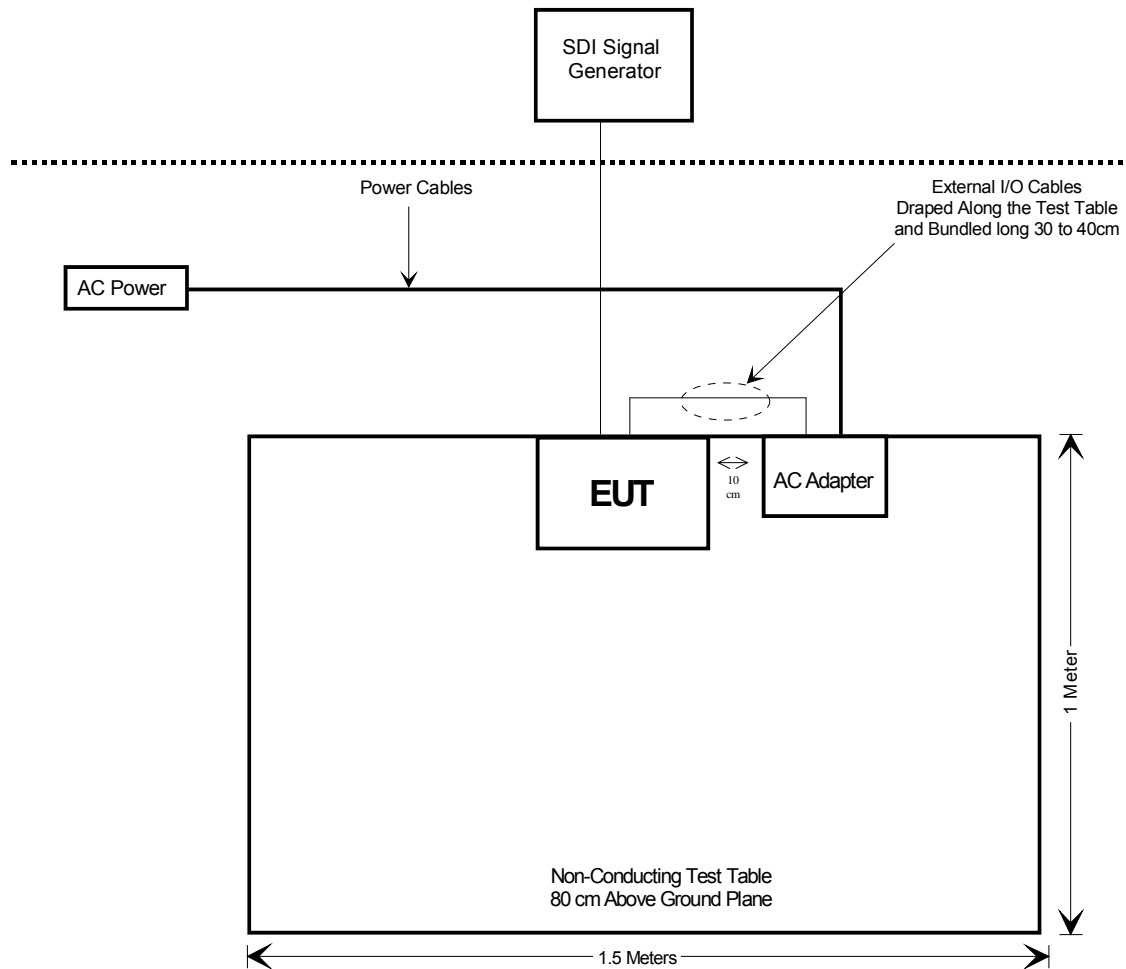 SDI Signal
Generator
Power Cables
External I/O Cables
Draped Along the Test Table
and Bundled long 30 to 40cm
AC Power
EUT
10
cm
AC Adapter
1 Meter
Non-Conducting Test Table
80 cm Above Ground Plane
1.5 Meters